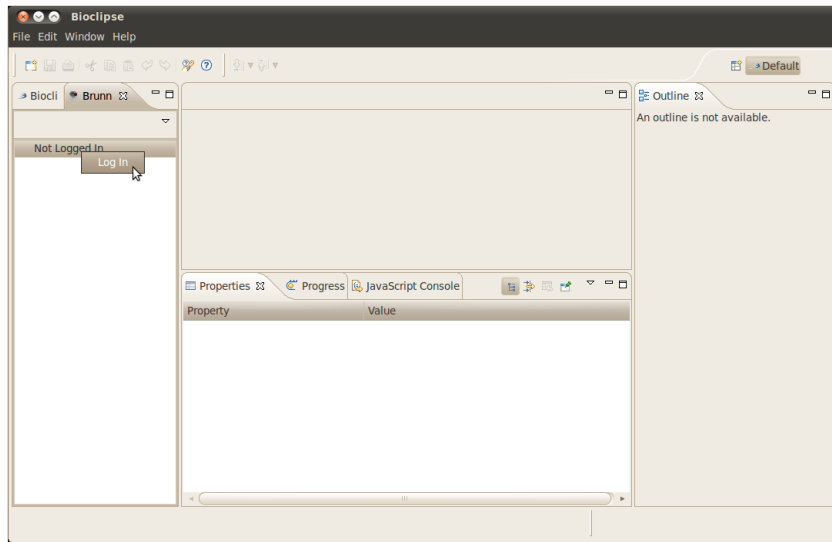 Bioclipse
File Edit Window Help
Default
Biocli
Brunn
Outline
An outline is not available.
Not Logged In
Log In
Properties
Progress
JavaScript Console
Property Value